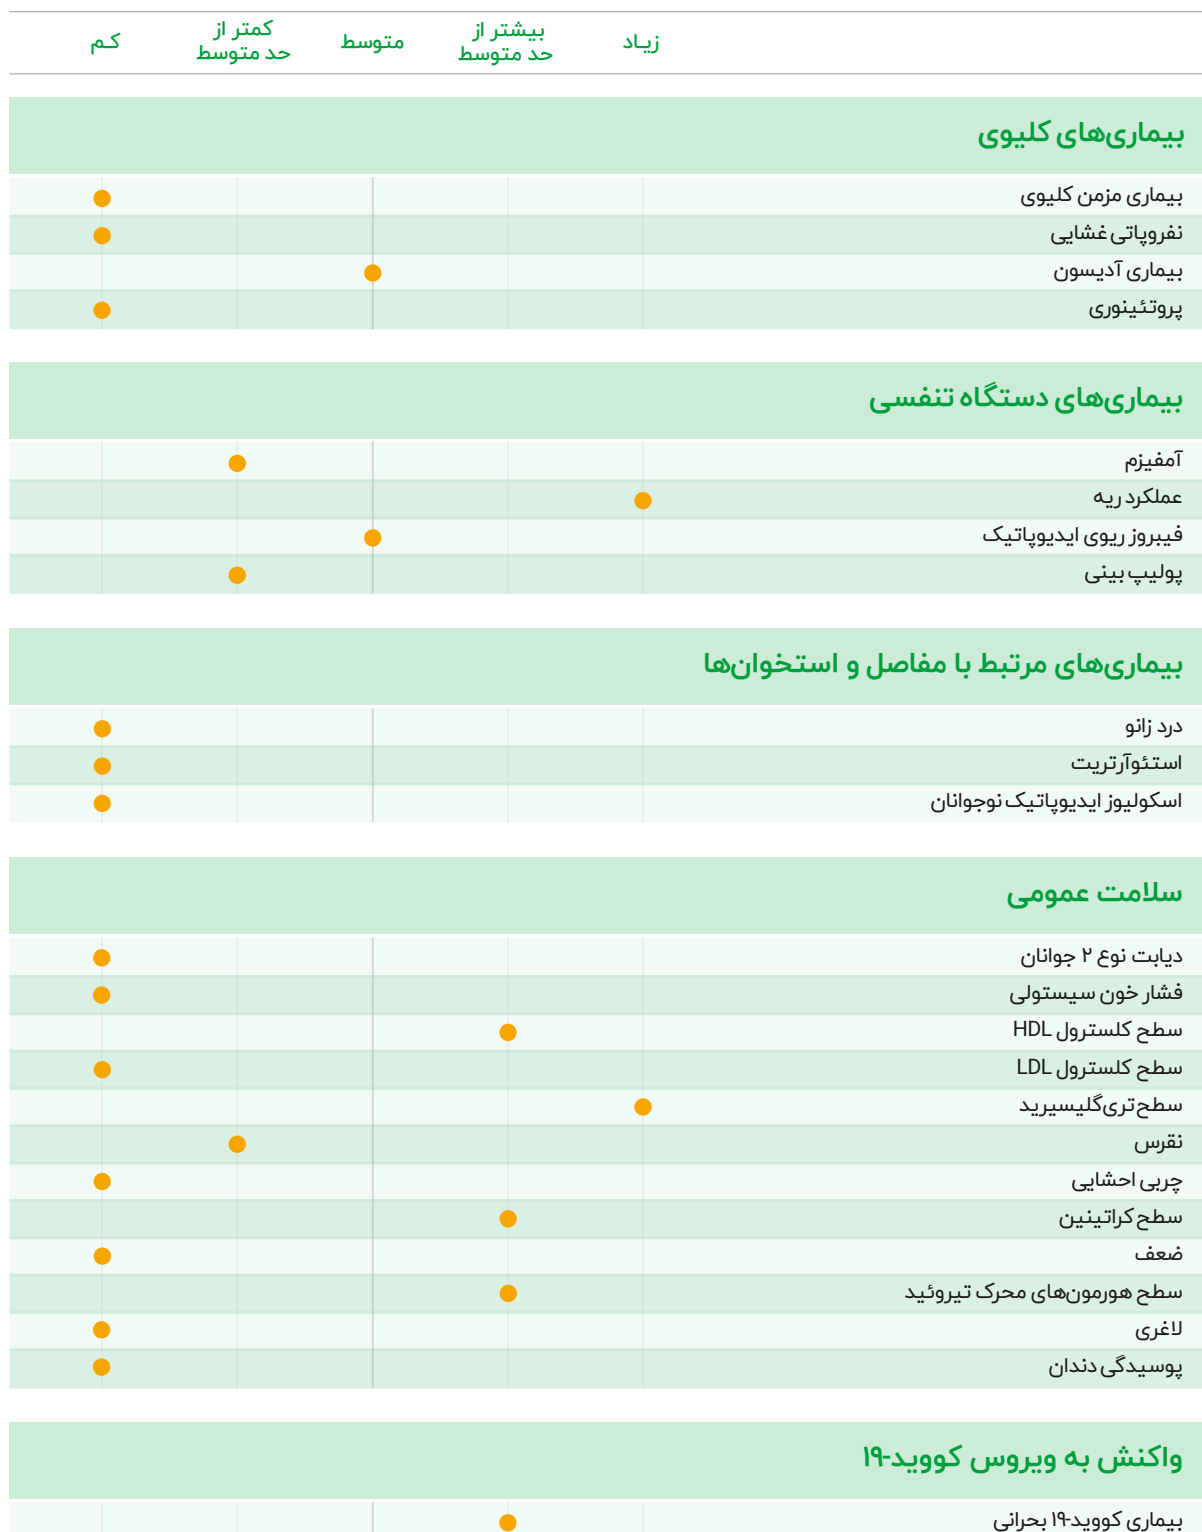 زیـاد
بیشتر از
حد متوسط
متوسط
کمتر از
حد متوسط
کـم
بیماری‌های کلیوی
بیماری مزمن کلیوی
نفروپاتی غشایی
بیماری آدیسون
پروتئینوری
بیماری‌های دستگاه تنفسی
آمفیزم
عملکرد ریه
فیبروز ریوی ایدیوپاتیک
پولیپ بینی
بیماری‌های مرتبط با مفاصل و استخوان‌ها
درد زانو
استئوآرتریت
اسکولیوز ایدیوپاتیک نوجوانان
سلامت عمومی
دیابت نوع ۲ جوانان
فشار خون سیستولی
سطح کلسترول HDL
سطح کلسترول LDL
سطح تری‌گلیسیرید
نقرس
چربی احشایی
سطح کراتینین
ضعف
سطح هورمون‌های محرک تیروئید
لاغری
پوسیدگی دندان
واکنش به ویروس کووید-۱۹
بیماری کووید-۱۹ بحرانی